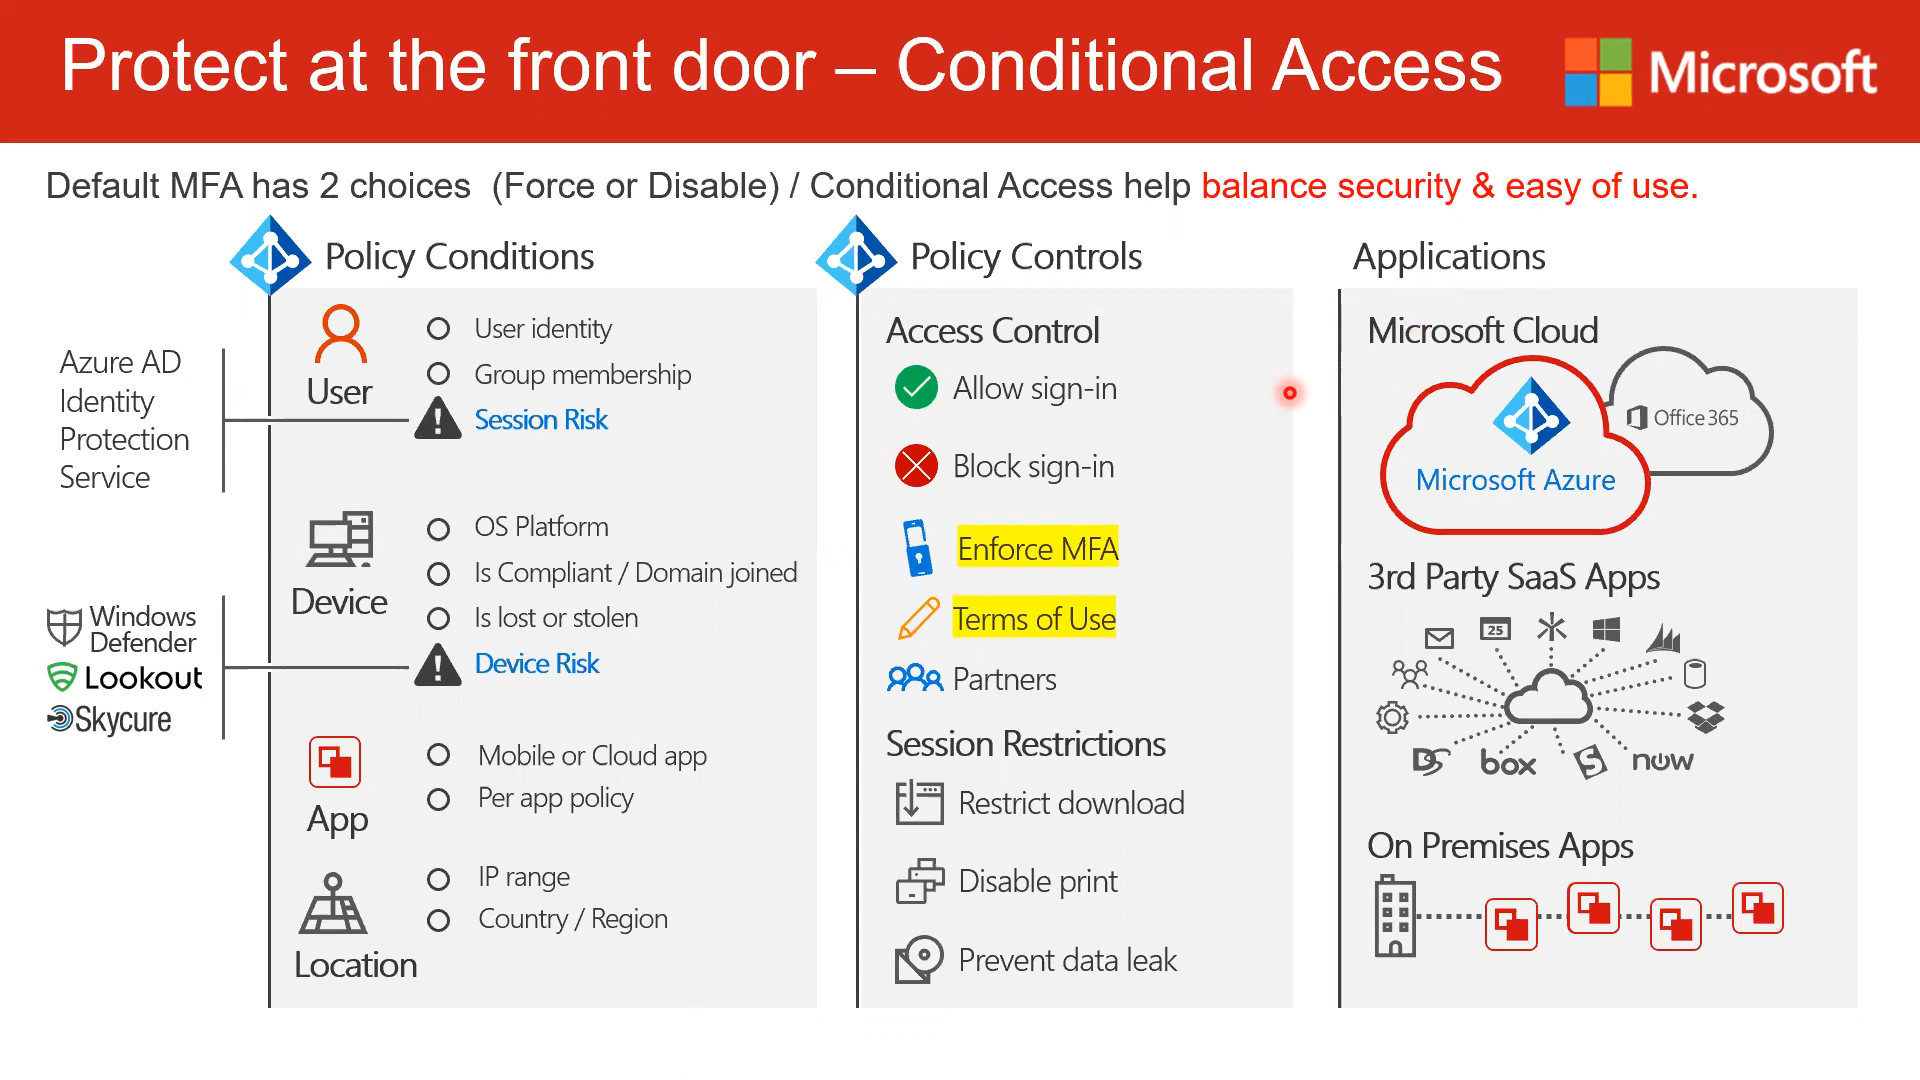 Protect at the front door – Conditional Access
Microsoft
Default MFA has 2 choices (Force or Disable) / Conditional Access help balance security & easy of use.
Policy Conditions
Azure AD
Identity
Protection
Service
Windows
Defender
Lookout
Skycure
User
User identity
Group membership
Session Risk
Device
OS Platform
Is Compliant / Domain joined
Is lost or stolen
Device Risk
App
Mobile or Cloud app
Per app policy
Location
IP range
Country / Region
Policy Controls
Access Control
Allow sign-in
Block sign-in
Enforce MFA
Terms of Use
Partners
Session Restrictions
Restrict download
Disable print
Prevent data leak
Applications
Microsoft Cloud
Office 365
Microsoft Azure
3rd Party SaaS Apps
25
DS
box
S
now
On Premises Apps